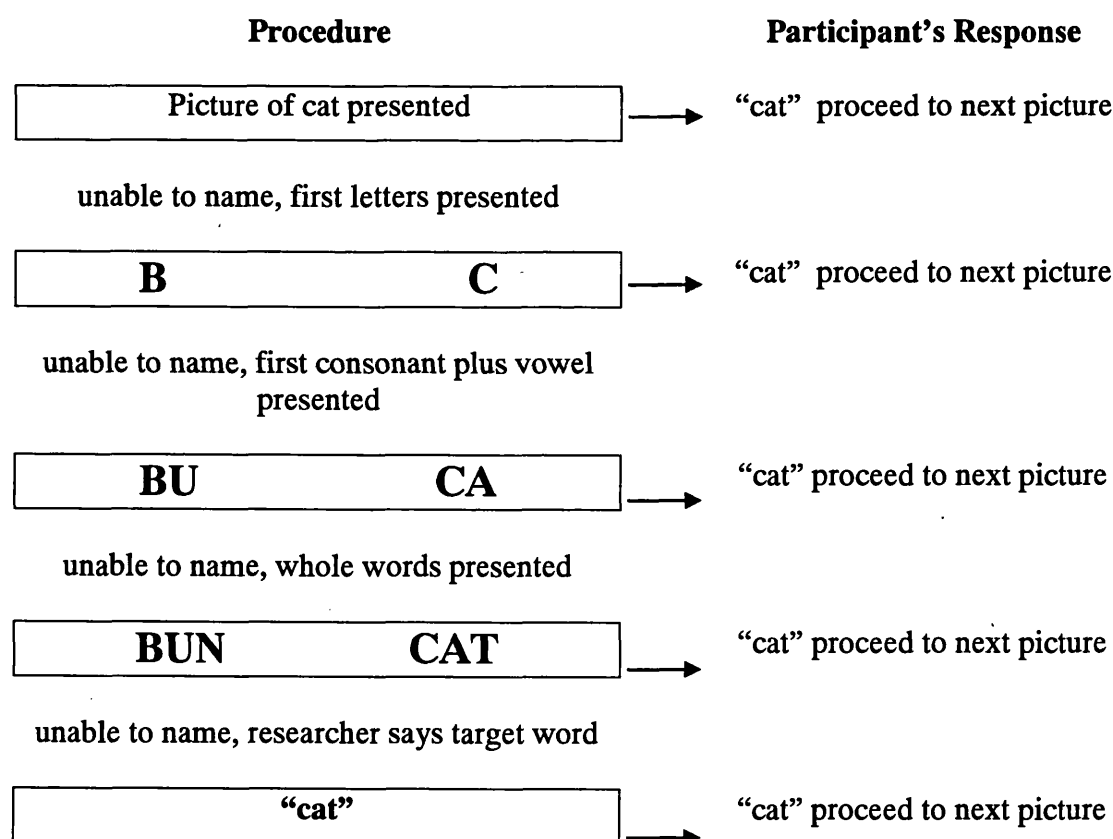 Procedure Participant's Response
Picture of cat presented “cat” proceed to next picture
unable to name, first letters presented
B C “cat” proceed to next picture
unable to name, first consonant plus vowel
presented
BU CA “cat” proceed to next picture
unable to name, whole words presented
BUN CAT “cat” proceed to next picture
unable to name, researcher says target word
“cat” “cat” proceed to next picture